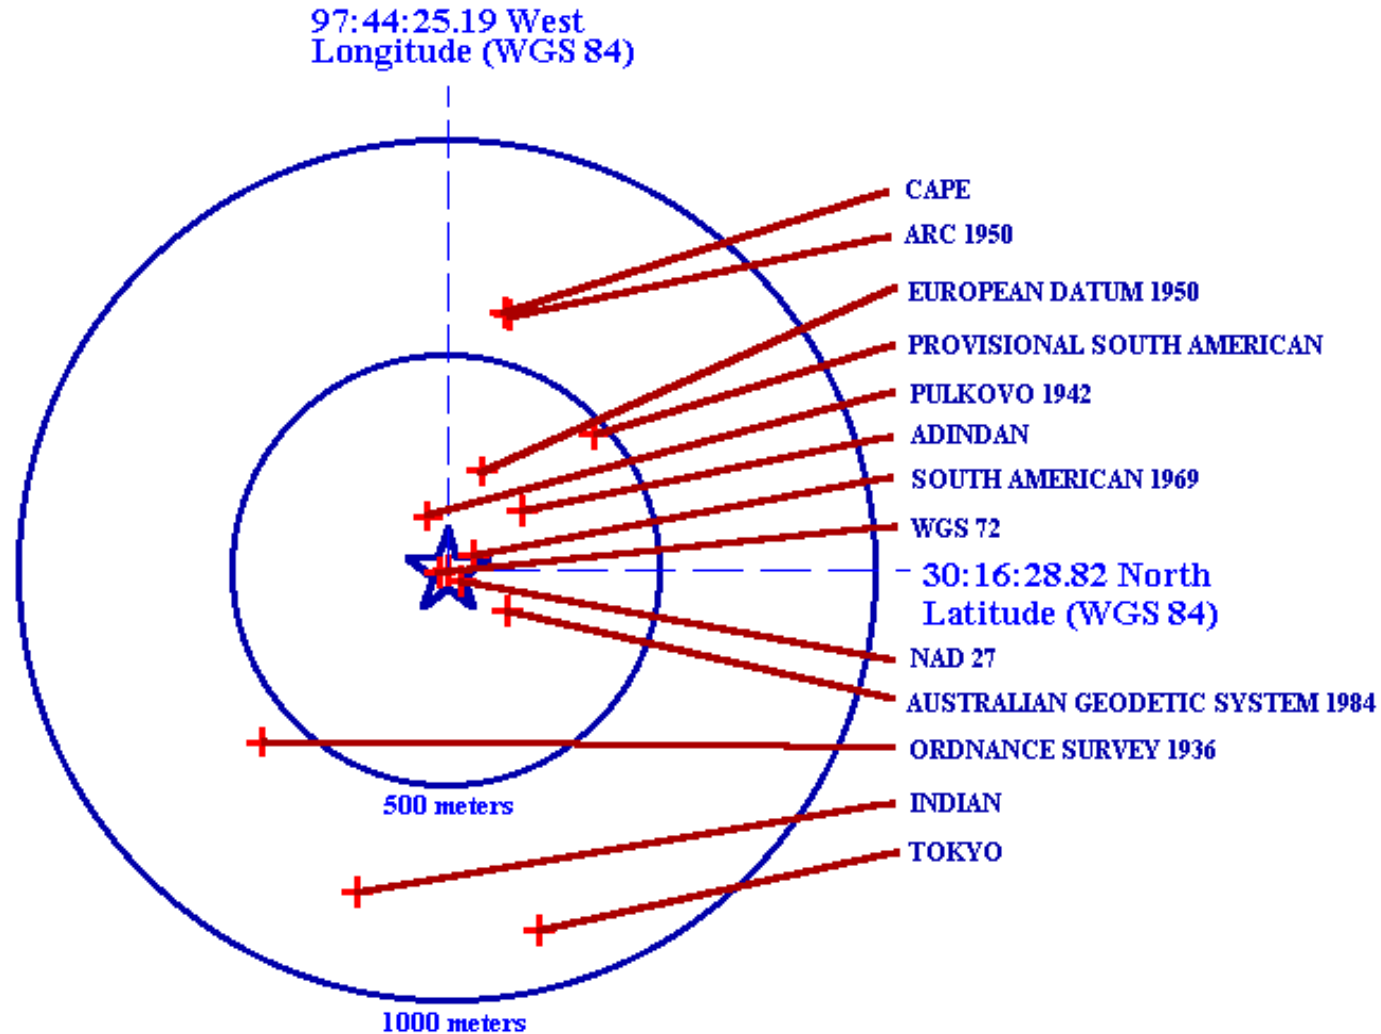 97:44:25.19 West
Longitude (WGS 84)
CAPE
ARC 1950
EUROPEAN DATUM 1950
PROVISIONAL SOUTH AMERICAN
PULKOVO 1942
ADINDAN
SOUTH AMERICAN 1969
WGS 72
30:16:28.82 North
Latitude (WGS 84)
NAD 27
AUSTRALIAN GEODETIC SYSTEM 1984
ORDNANCE SURVEY 1936
500 meters
INDIAN
TOKYO
1000 meters